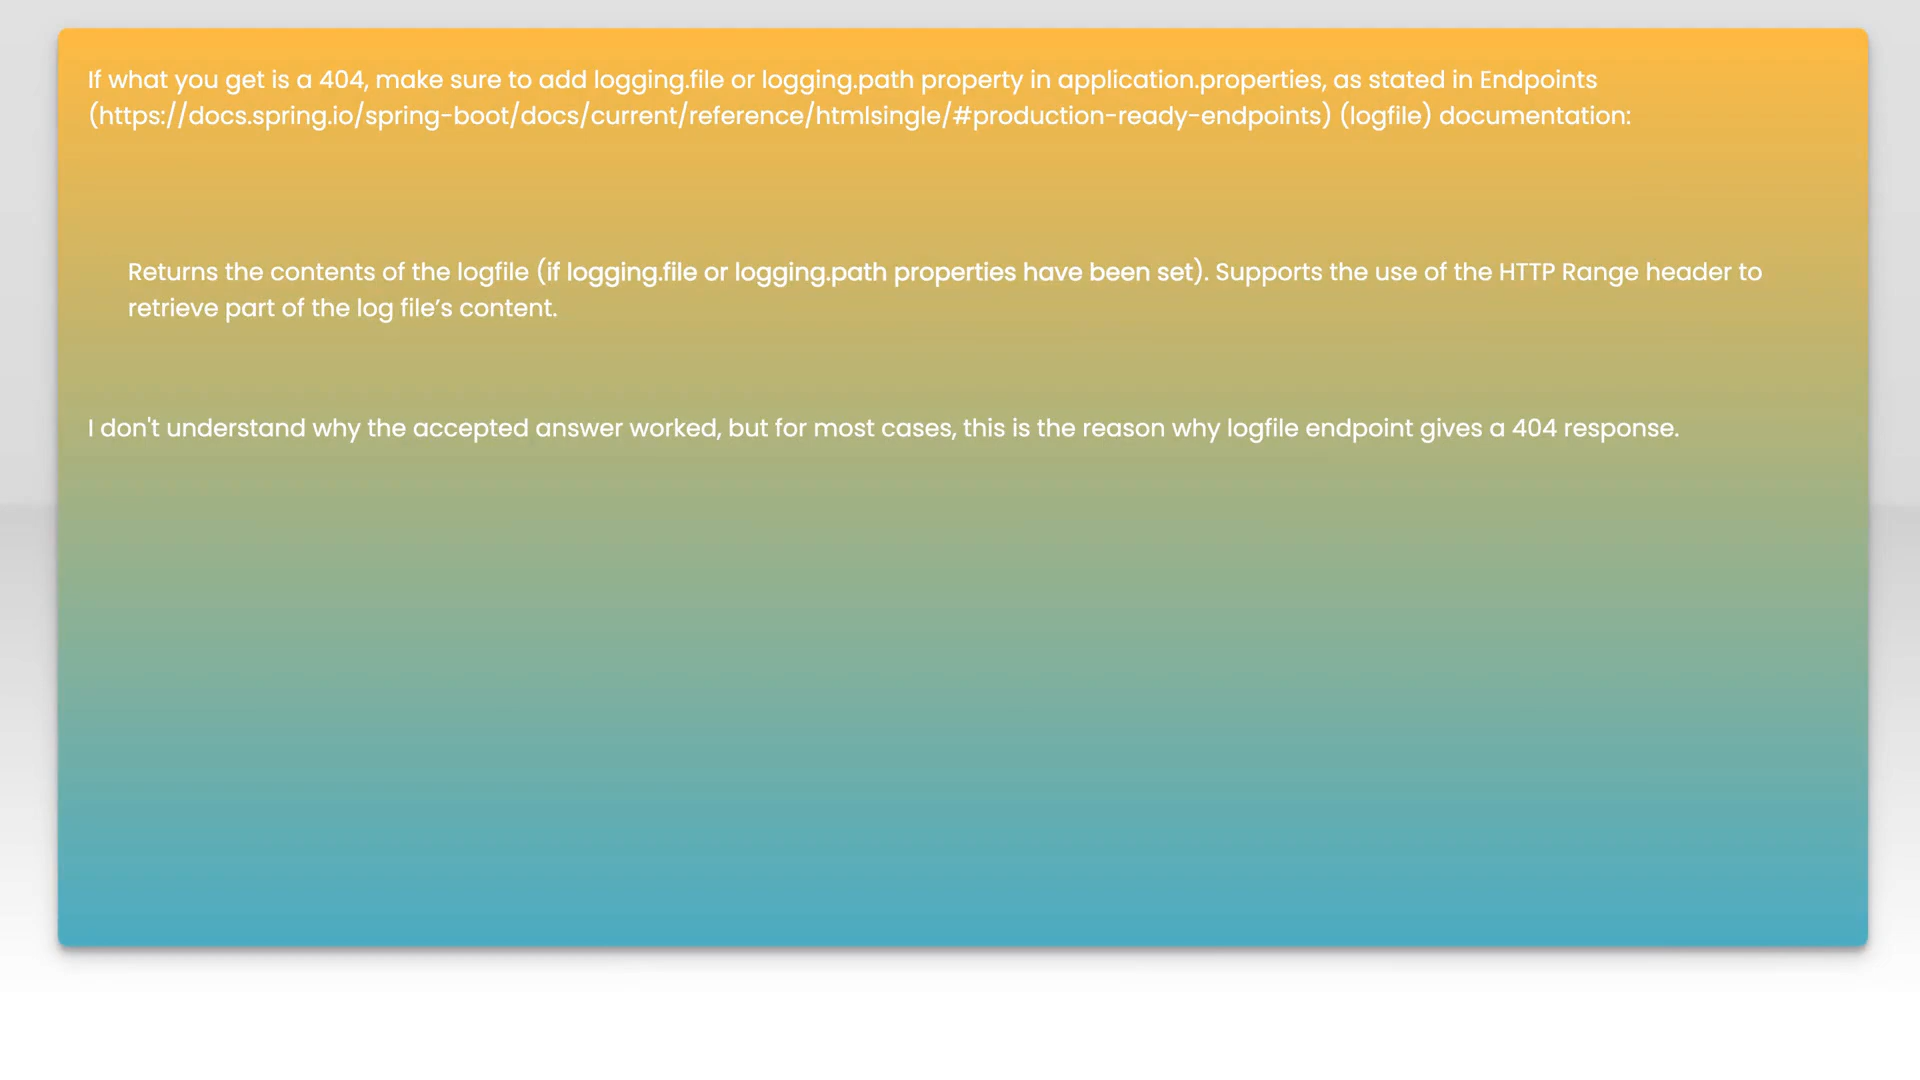 If what you get is a 404, make sure to add logging.file or logging.path property in application.properties, as stated in Endpoints
(https://docs.spring.io/spring-boot/docs/current/reference/htmlsingle/#production-ready-endpoints) (logfile) documentation:
Returns the contents of the logfile (if logging.file or logging.path properties have been set). Supports the use of the HTTP Range header to
retrieve part of the log file’s content.
I don't understand why the accepted answer worked, but for most cases, this is the reason why logfile endpoint gives a 404 response.